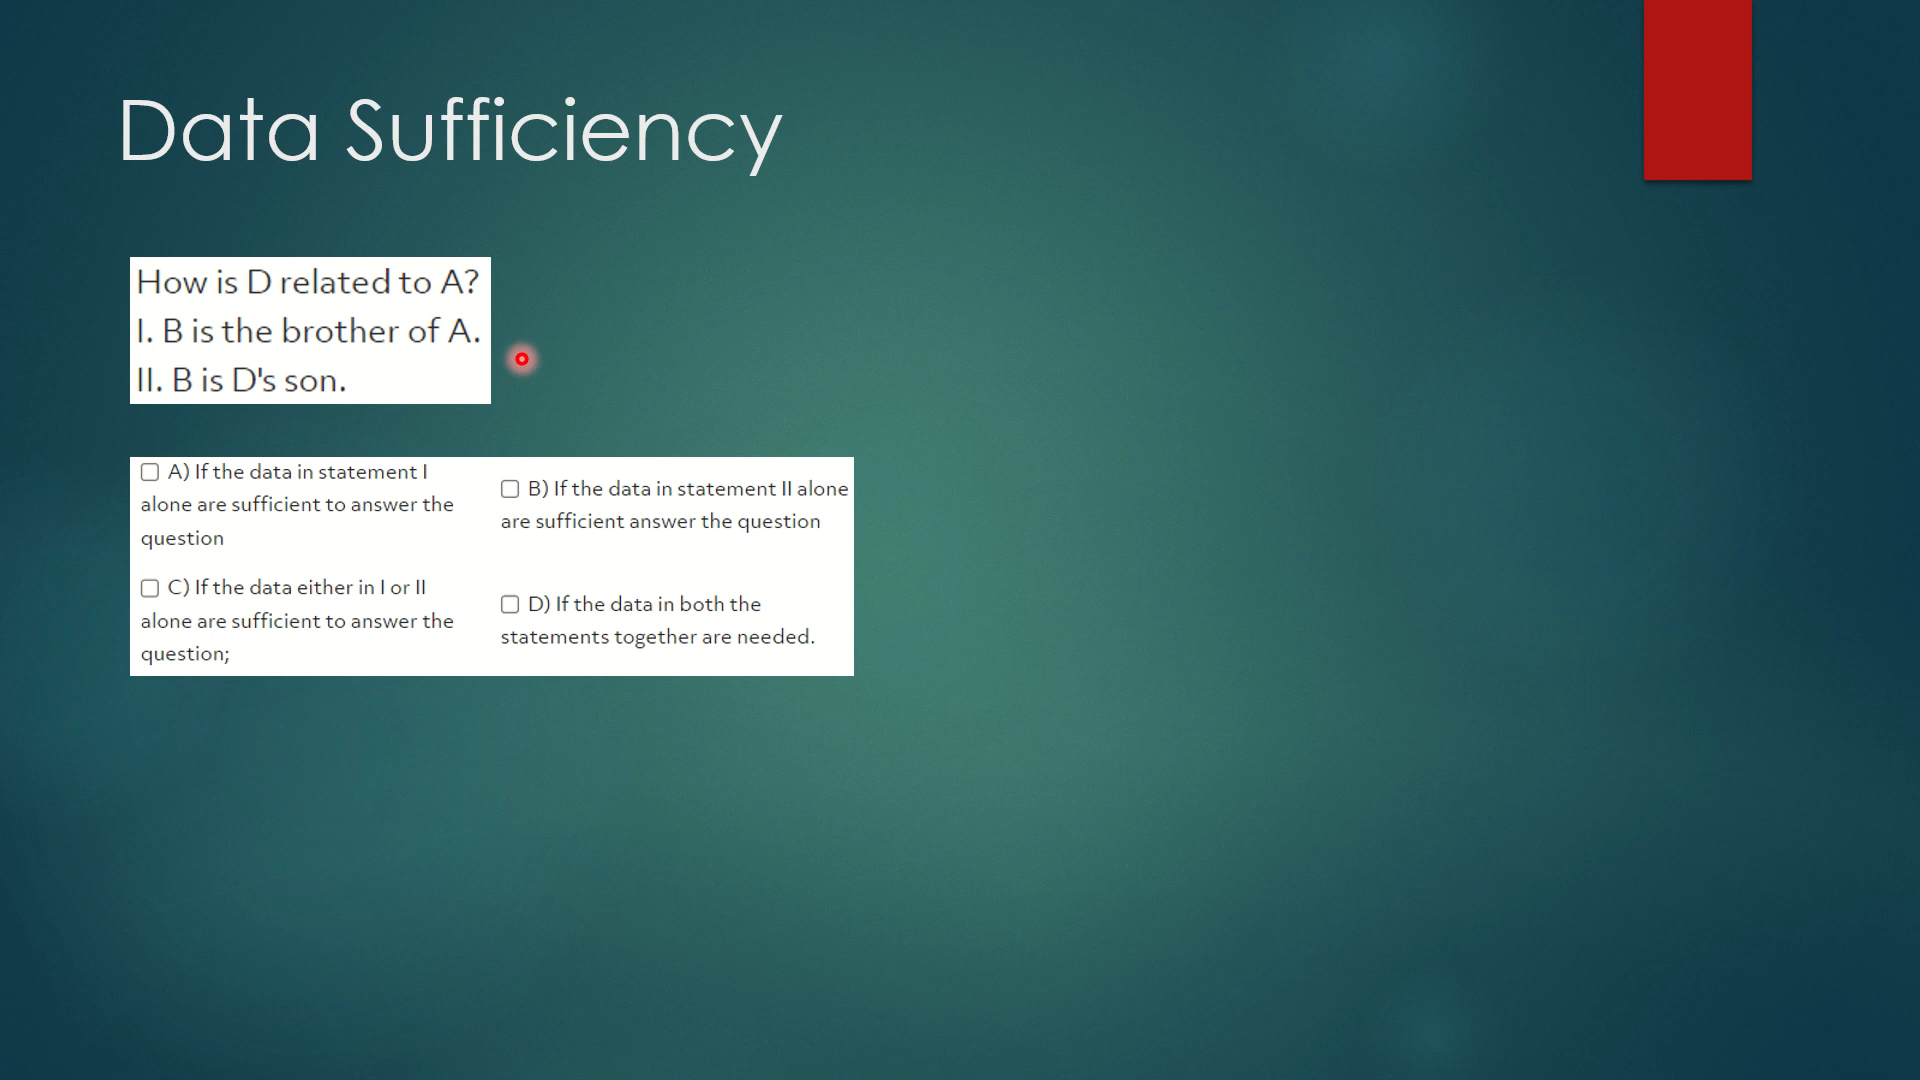 Data Sufficiency
How is D related to A?
I. B is the brother of A.
II. B is D's son.
A) If the data in statement I
alone are sufficient to answer the
question
B) If the data in statement II alone
are sufficient answer the question
C) If the data either in I or II
alone are sufficient to answer the
question;
D) If the data in both the
statements together are needed.